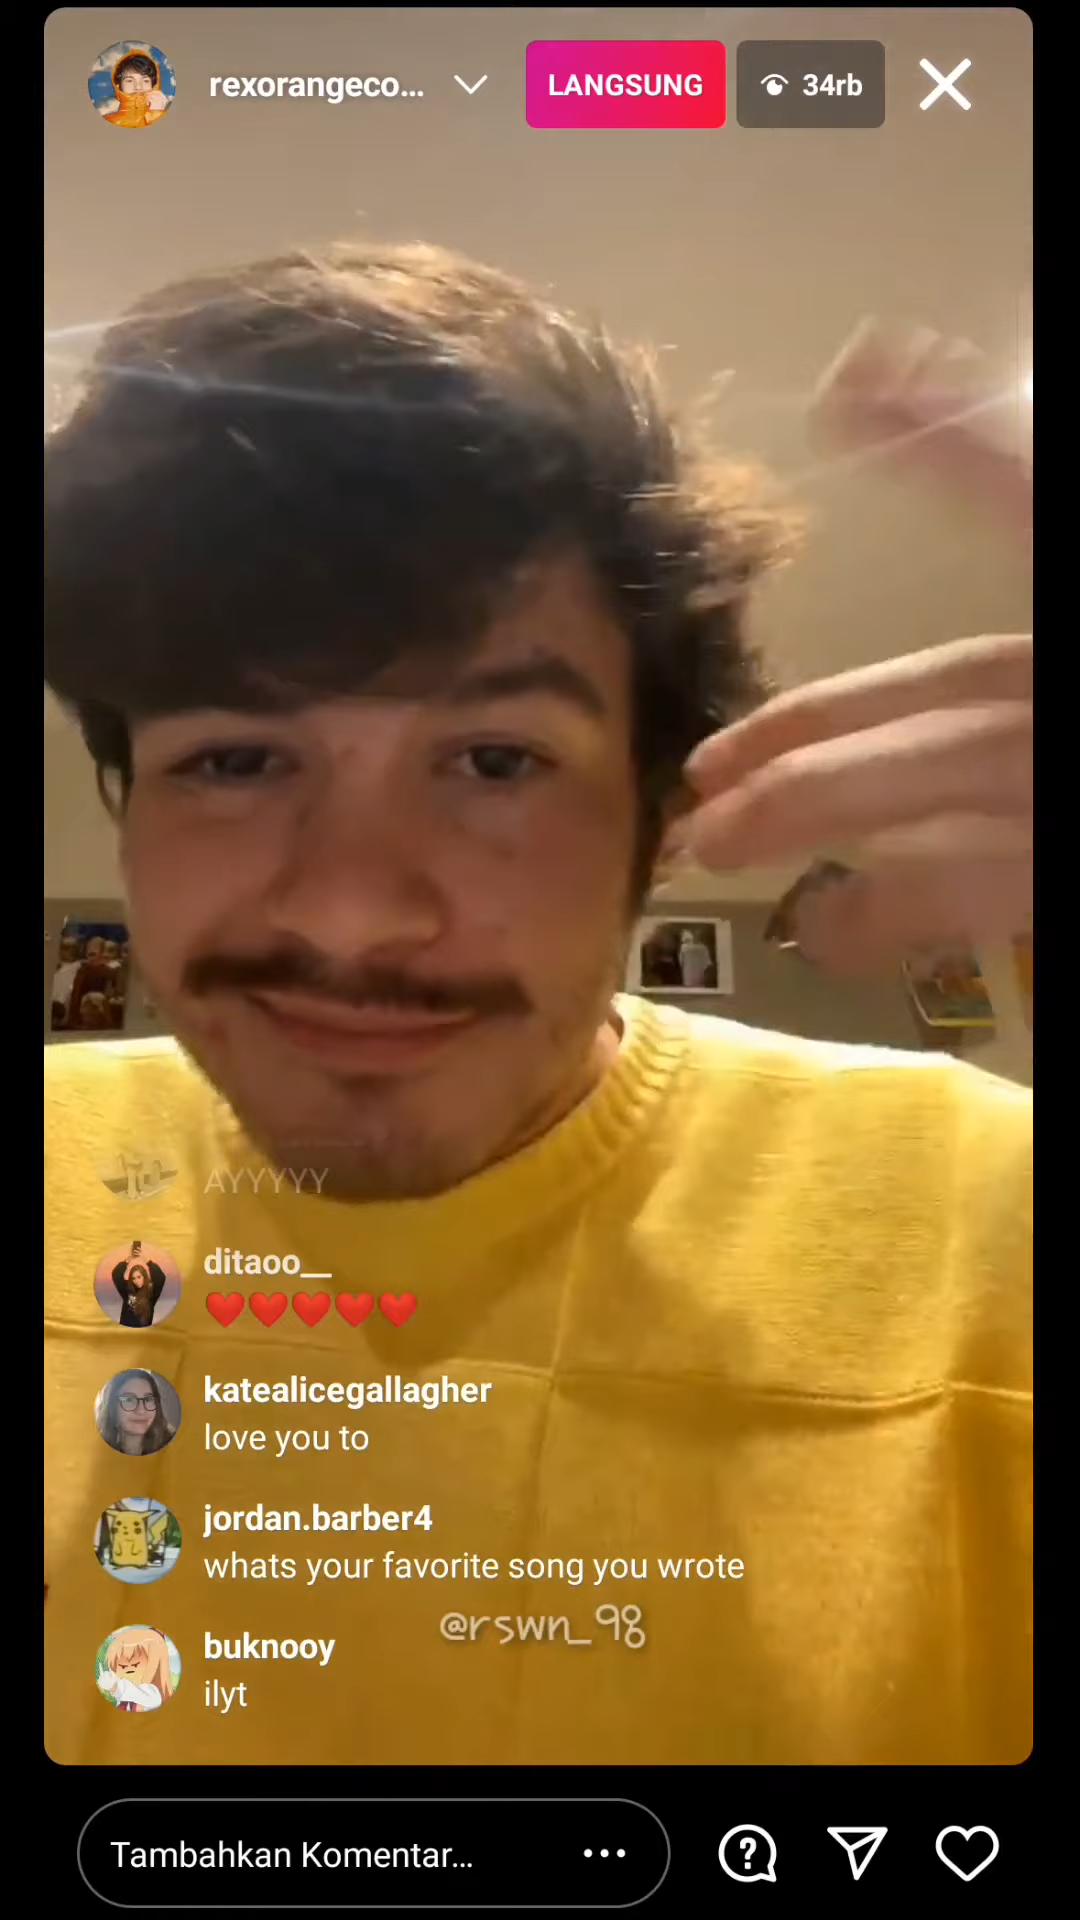 rexorangeco...
LANGSUNG
34rb
AYYYYY
ditaoo__
katealicegallagher
love you to
jordan.barber4
whats your favorite song you wrote
@rswn_98
buknooy
ilyt
Tambahkan Komentar...